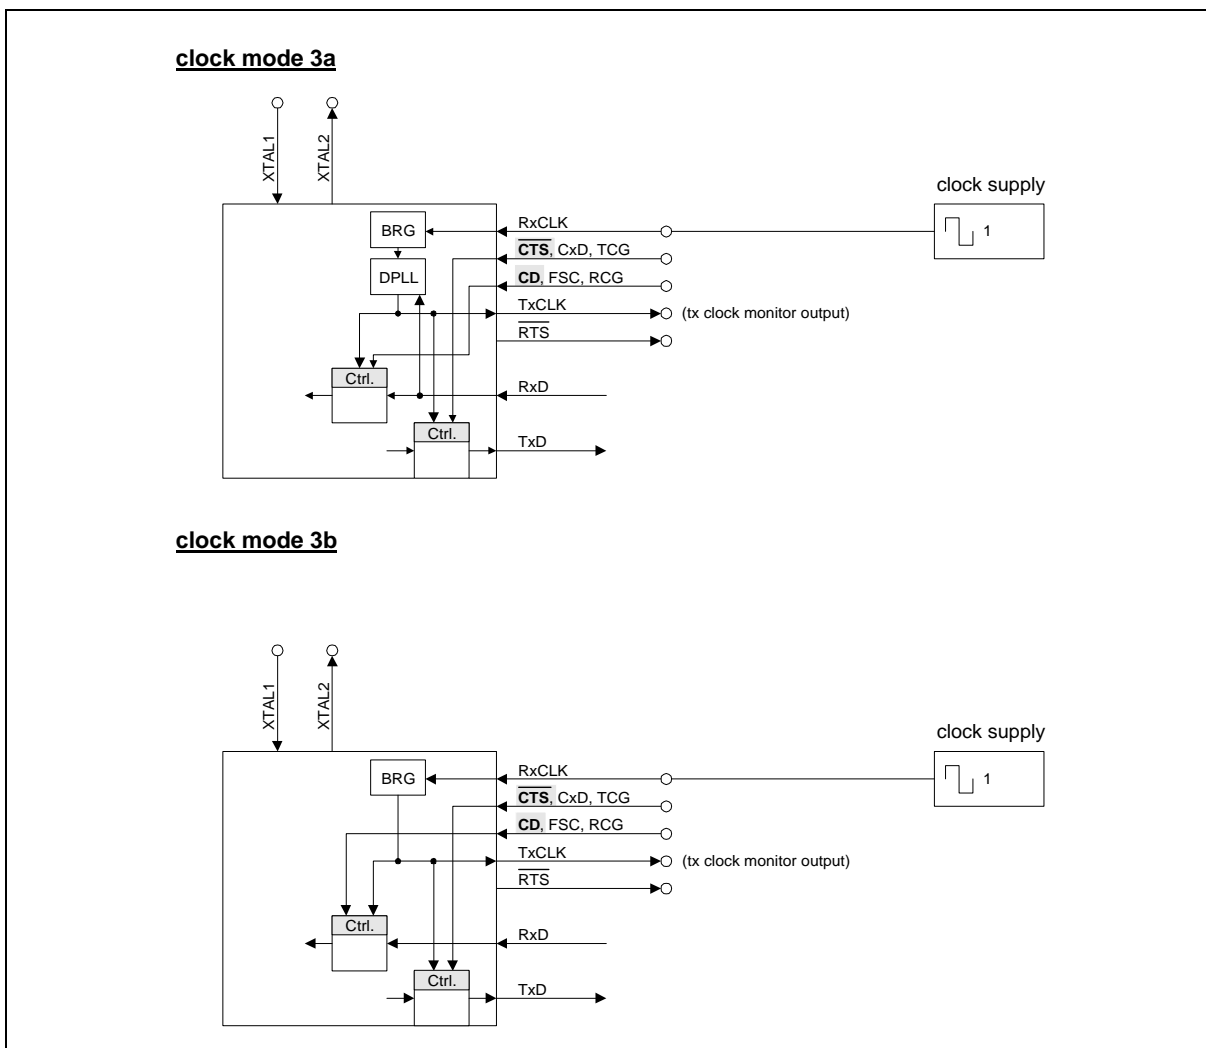 clock mode 3a
XTAL1
XTAL2
clock supply
BRG
RxCLK
1
CTS, CxD, TCG
DPLL
CD, FSC, RCG
TxCLK
(tx clock monitor output)
RTS
Ctrl.
RxD
Ctrl.
TxD
clock mode 3b
XTAL1
XTAL2
clock supply
BRG
RxCLK
1
CTS, CxD, TCG
CD, FSC, RCG
TxCLK
(tx clock monitor output)
RTS
Ctrl.
RxD
Ctrl.
TxD